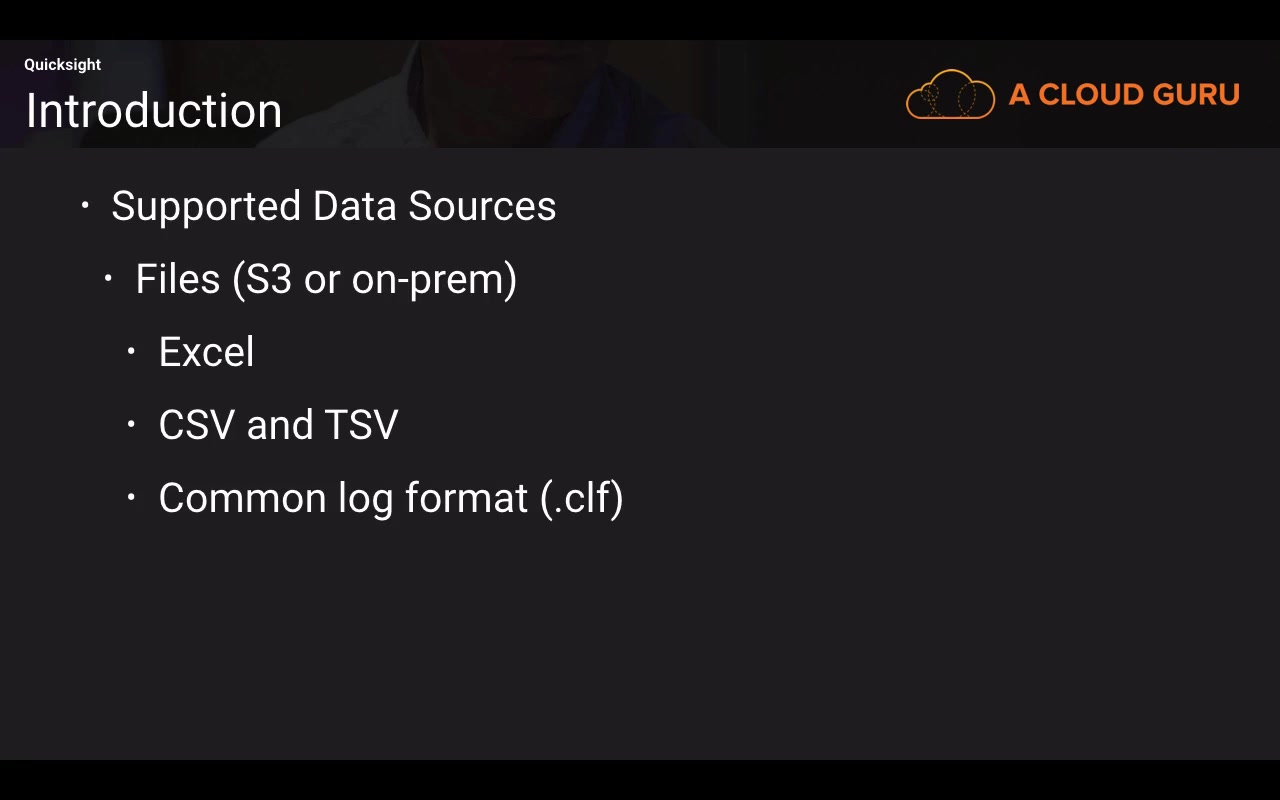 Quicksight
Introduction
A CLOUD GURU
• Supported Data Sources
• Files (S3 or on-prem)
• Excel
• CSV and TSV
• Common log format (.clf)